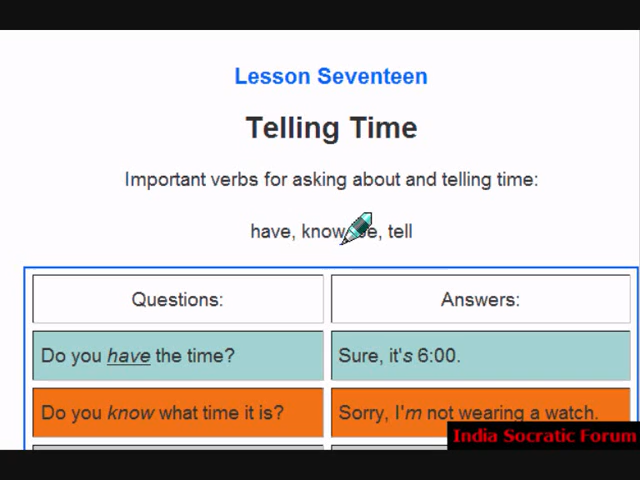 Lesson Seventeen
Telling Time
Important verbs for asking about and telling time:
have, know, tell
Questions: Answers:
Do you have the time? Sure, it's 6:00.
Do you know what time it is? Sorry, I'm not wearing a watch.
India Socratic Forum